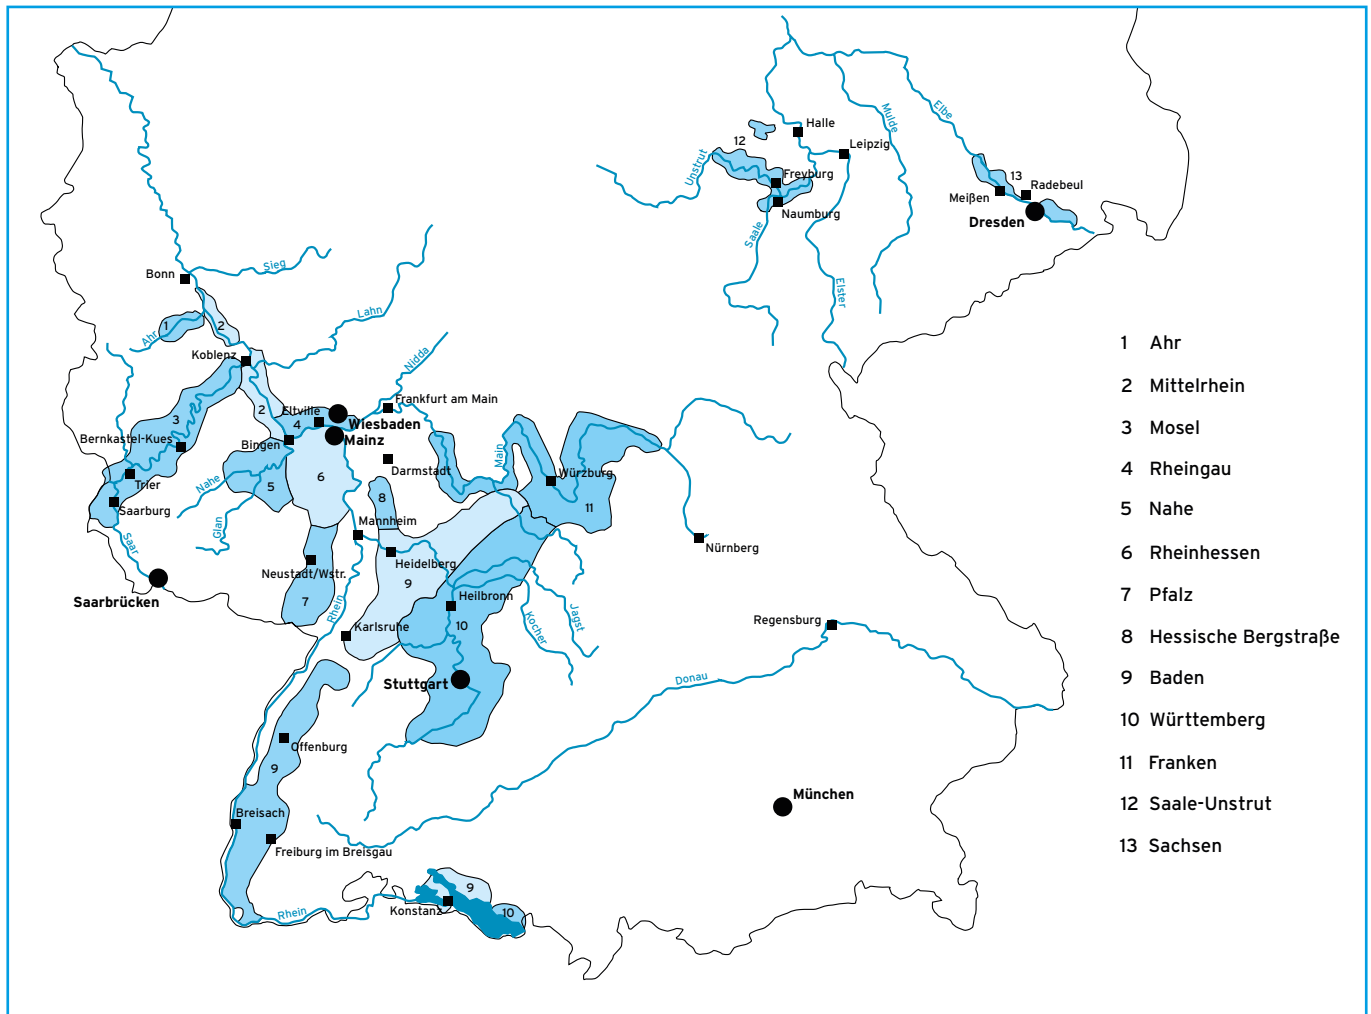 Halle
Leipzig
12
Mulde
Elbe
Unstrut
Freyburg
Naumburg
Saale
Elster
13
Radebeul
Meißen
Dresden
Bonn
Sieg
1
2
Ahr
Lahn
Koblenz
Nidda
Frankfurt am Main
3
2
Eltville
4
Wiesbaden
Mainz
Bernkastel-Kues
Bingen
Darmstadt
Main
Würzburg
Trier
Nahe
5
6
8
11
Saarburg
Glan
Mannheim
Saar
Heidelberg
Nürnberg
Neustadt/Wstr.
9
Saarbrücken
7
Rhein
Heilbronn
Karlsruhe
10
Kocher
Jagst
Regensburg
Stuttgart
Donau
Offenburg
9
München
Breisach
Freiburg im Breisgau
Rhein
Konstanz
9
10
1 Ahr
2 Mittelrhein
3 Mosel
4 Rheingau
5 Nahe
6 Rheinhessen
7 Pfalz
8 Hessische Bergstraße
9 Baden
10 Württemberg
11 Franken
12 Saale-Unstrut
13 Sachsen